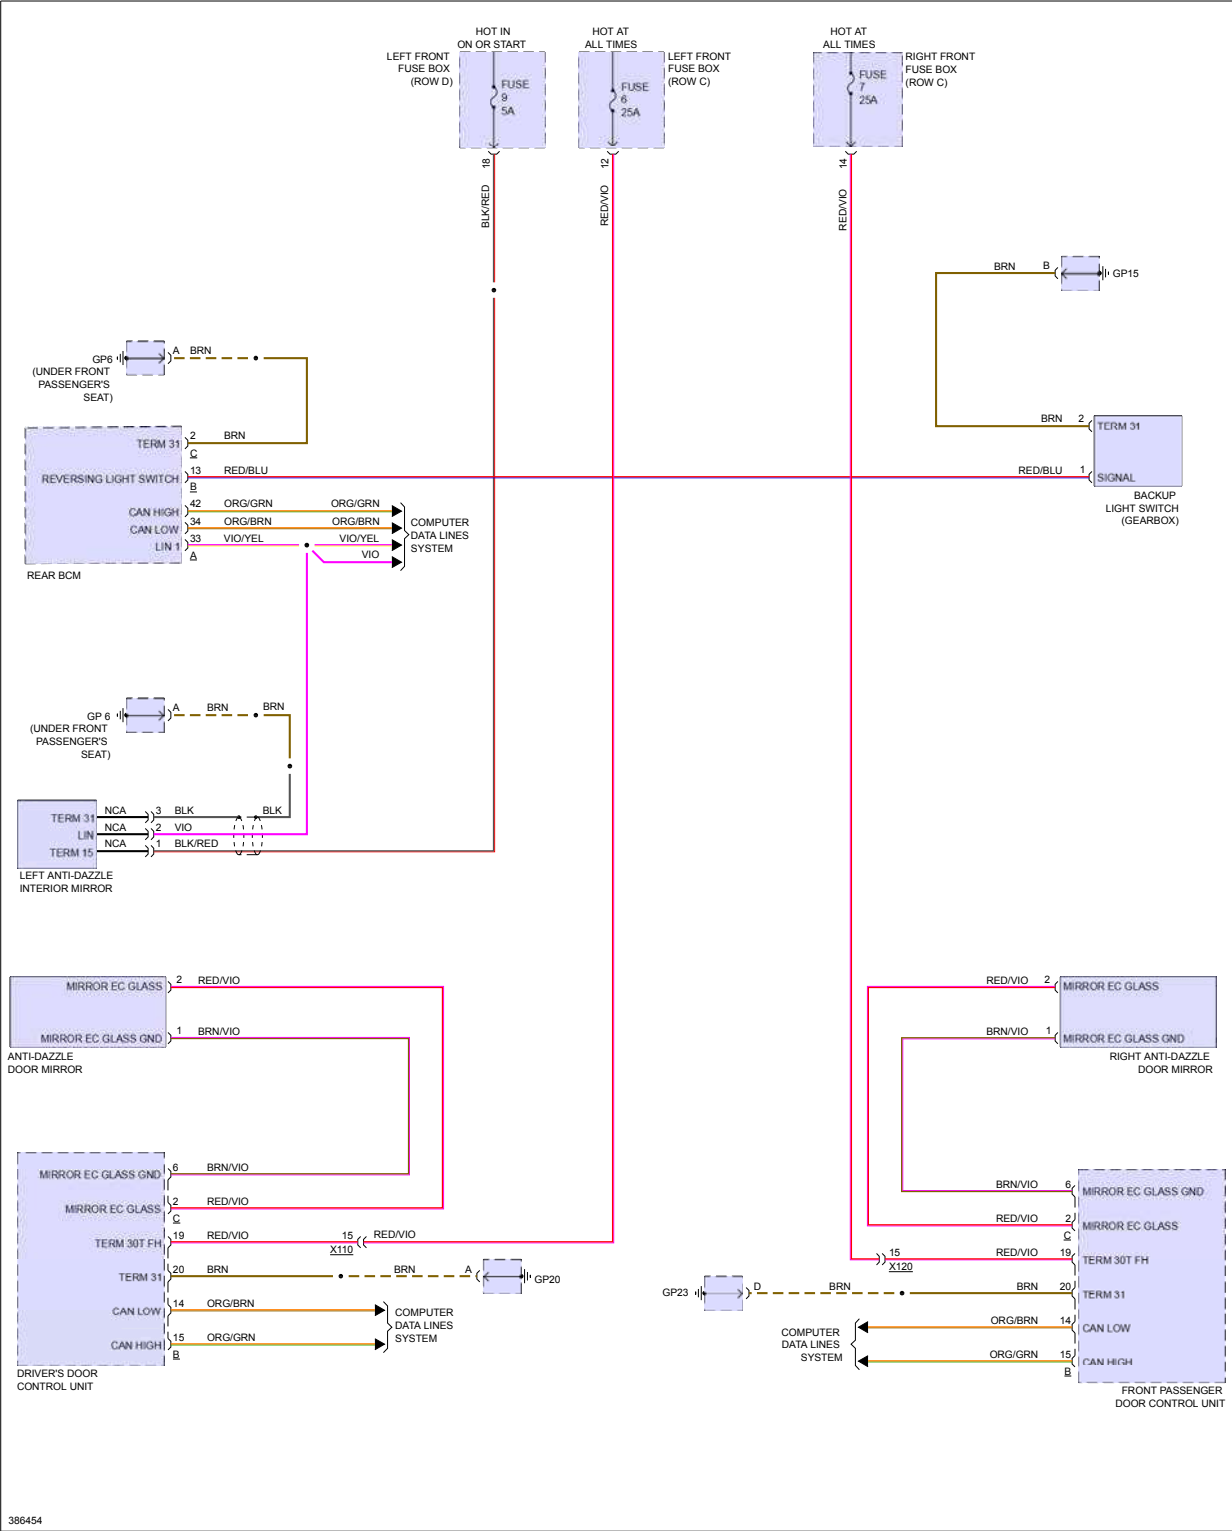 HOT IN
ON OR START
HOT AT
ALL TIMES
HOT AT
ALL TIMES
LEFT FRONT
FUSE BOX
(ROW D)
FUSE
9
5A
LEFT FRONT
FUSE BOX
(ROW C)
FUSE
6
25A
RIGHT FRONT
FUSE BOX
(ROW C)
FUSE
7
25A
18
12
14
BLK/RED
RED/VIO
RED/VIO
BRN
B
GP15
GP6
(UNDER FRONT
PASSENGER'S
SEAT)
A
BRN
TERM 31
2
BRN
C
REVERSING LIGHT SWITCH
13
RED/BLU
B
CAN HIGH
42
ORG/GRN
ORG/GRN
CAN LOW
34
ORG/BRN
ORG/BRN
LIN 1
33
VIO/YEL
VIO/YEL
A
VIO
COMPUTER
DATA LINES
SYSTEM
REAR BCM
BRN
2
TERM 31
RED/BLU
1
SIGNAL
BACKUP
LIGHT SWITCH
(GEARBOX)
GP 6
(UNDER FRONT
PASSENGER'S
SEAT)
A
BRN
BRN
TERM 31
NCA
3
BLK
BLK
LIN
NCA
2
VIO
TERM 15
NCA
1
BLK/RED
LEFT ANTI-DAZZLE
INTERIOR MIRROR
MIRROR EC GLASS
2
RED/VIO
MIRROR EC GLASS GND
1
BRN/VIO
ANTI-DAZZLE
DOOR MIRROR
RED/VIO
2
MIRROR EC GLASS
BRN/VIO
1
MIRROR EC GLASS GND
RIGHT ANTI-DAZZLE
DOOR MIRROR
MIRROR EC GLASS GND
6
BRN/VIO
MIRROR EC GLASS
2
RED/VIO
C
TERM 30T FH
19
RED/VIO
15
X110
RED/VIO
TERM 31
20
BRN
BRN
A
GP20
CAN LOW
14
ORG/BRN
CAN HIGH
15
ORG/GRN
B
COMPUTER
DATA LINES
SYSTEM
DRIVER'S DOOR
CONTROL UNIT
BRN/VIO
6
MIRROR EC GLASS GND
RED/VIO
2
MIRROR EC GLASS
C
15
X120
RED/VIO
19
TERM 30T FH
GP23
D
BRN
BRN
20
TERM 31
ORG/BRN
14
CAN LOW
ORG/GRN
15
CAN HIGH
B
COMPUTER
DATA LINES
SYSTEM
FRONT PASSENGER
DOOR CONTROL UNIT
386454